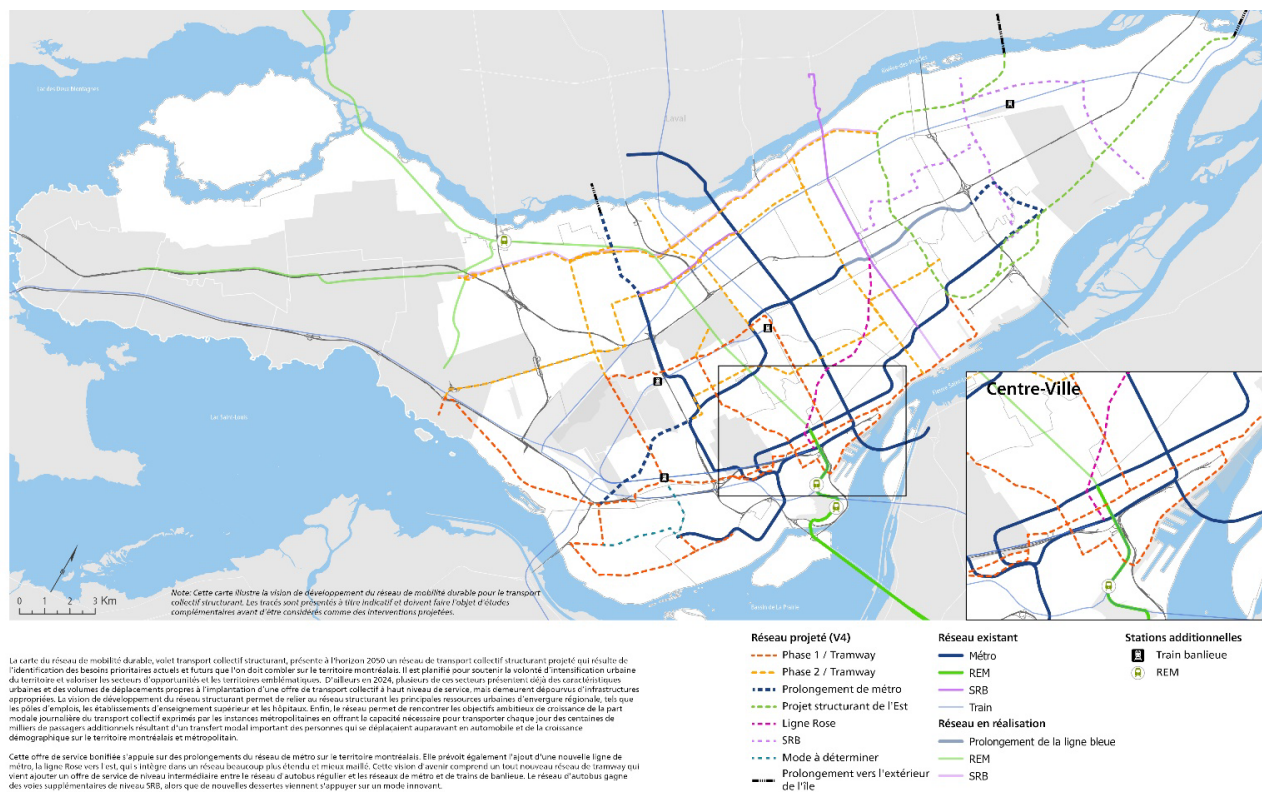 Lac des Deux Montagnes
Rivière des Prairies
Laval
Lac Saint-Louis
Bassin de La Prairie
Centre-Ville
0 1 2 3 Km
Note: Cette carte illustre la vision de développement du réseau de mobilité durable pour le transport
collectif structurant. Les tracés sont présentés à titre indicatif et doivent faire l'objet d'études
complémentaires avant d'être considérés comme des interventions projetées.
La carte du réseau de mobilité durable, volet transport collectif structurant, présente à l'horizon 2050 un réseau de transport collectif structurant projeté qui résulte de
l'identification des besoins prioritaires actuels et futurs que l'on doit combler sur le territoire montréalais. Il est planifié pour soutenir la volonté d'intensification urbaine
du territoire et valoriser les secteurs d'opportunités et les territoires emblématiques. D'ailleurs en 2024, plusieurs de ces secteurs présentent déjà des caractéristiques
urbaines et des volumes de déplacements propres à l'implantation d'une offre de transport collectif à haut niveau de service, mais demeurent dépourvus d'infrastructures
appropriées. La vision de développement du réseau structurant permet de relier au réseau structurant les principales ressources urbaines d'envergure régionale, tels que
les pôles d'emplois, les établissements d'enseignement supérieur et les hôpitaux. Enfin, le réseau permet de rencontrer les objectifs ambitieux de croissance de la part
modale journalière du transport collectif exprimés par les instances métropolitaines en offrant la capacité nécessaire pour transporter chaque jour des centaines de
milliers de passagers additionnels résultant d'un transfert modal important des personnes qui se déplaçaient auparavant en automobile et de la croissance
démographique sur le territoire montréalais et métropolitain.
Cette offre de service bonifiée s'appuie sur des prolongements du réseau de métro sur le territoire montréalais. Elle prévoit également l'ajout d'une nouvelle ligne de
métro, la ligne Rose vers l'est, qui s'intègre dans un réseau beaucoup plus étendu et mieux maillé. Cette vision d'avenir comprend un tout nouveau réseau de tramway qui
vient ajouter un offre de service de niveau intermédiaire entre le réseau d'autobus régulier et les réseaux de métro et de trains de banlieue. Le réseau d'autobus gagne
des voies supplémentaires de niveau SRB, alors que de nouvelles dessertes viennent s'appuyer sur un mode innovant.
Réseau projeté (V4)
Phase 1 / Tramway
Phase 2 / Tramway
Prolongement de métro
Projet structurant de l'Est
Ligne Rose
SRB
Mode à déterminer
Prolongement vers l'extérieur
de l'île
Réseau existant
Métro
REM
SRB
Train
Réseau en réalisation
Prolongement de la ligne bleue
REM
SRB
Stations additionnelles
Train banlieue
REM